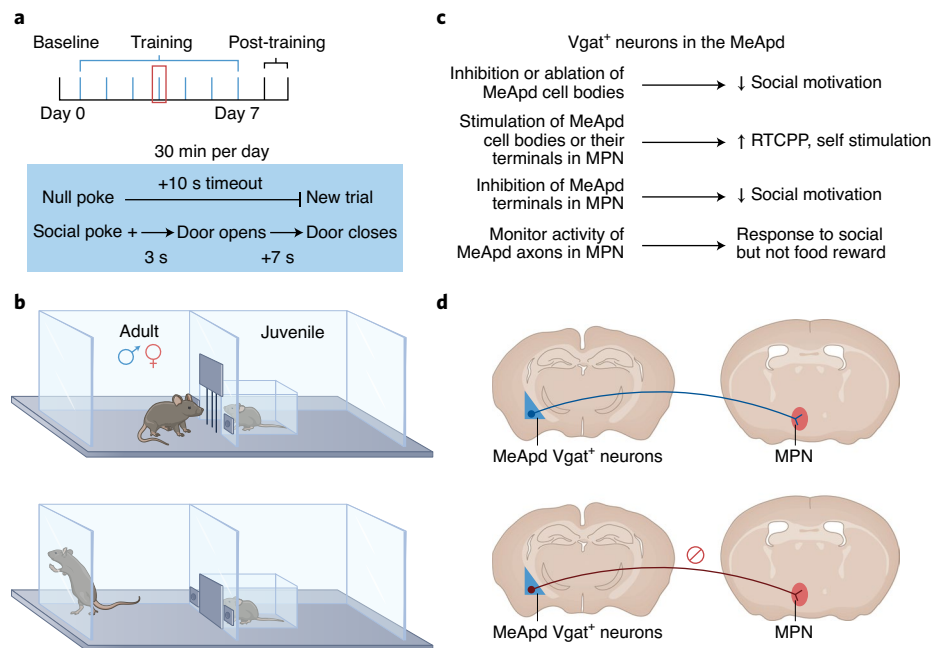 a
Baseline Training Post-training
Day 0 Day 7
30 min per day
+10 s timeout
Null poke New trial
Social poke + Door opens Door closes
3 s +7 s
b
Adult Juvenile
♂ ♀
c
Vgat⁺ neurons in the MeApd
Inhibition or ablation of
MeApd cell bodies
↓ Social motivation
Stimulation of MeApd
cell bodies or their
terminals in MPN
↑ RTCPP, self stimulation
Inhibition of MeApd
terminals in MPN
↓ Social motivation
Monitor activity of
MeApd axons in MPN
Response to social
but not food reward
d
MeApd Vgat⁺ neurons MPN
MeApd Vgat⁺ neurons MPN